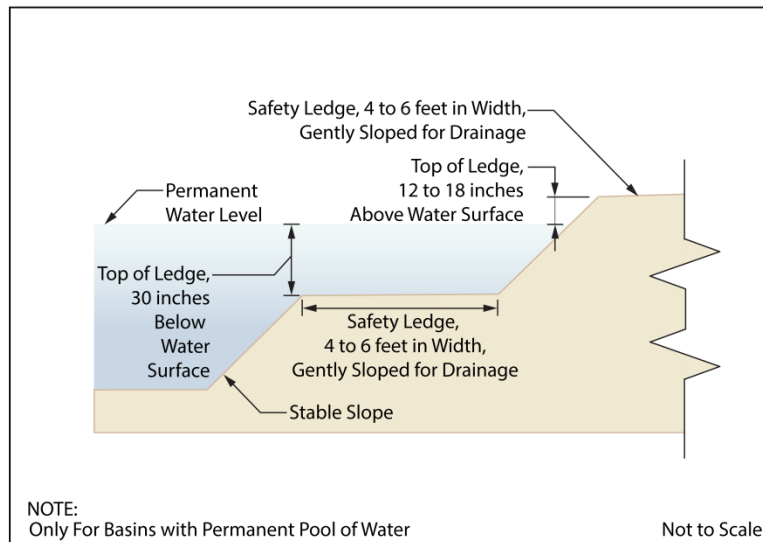 Safety Ledge, 4 to 6 feet in Width,
Gently Sloped for Drainage
Top of Ledge,
12 to 18 inches
Above Water Surface
Permanent
Water Level
Top of Ledge,
30 inches
Below
Water
Surface
Safety Ledge,
4 to 6 feet in Width,
Gently Sloped for Drainage
Stable Slope
NOTE:
Only For Basins with Permanent Pool of Water
Not to Scale